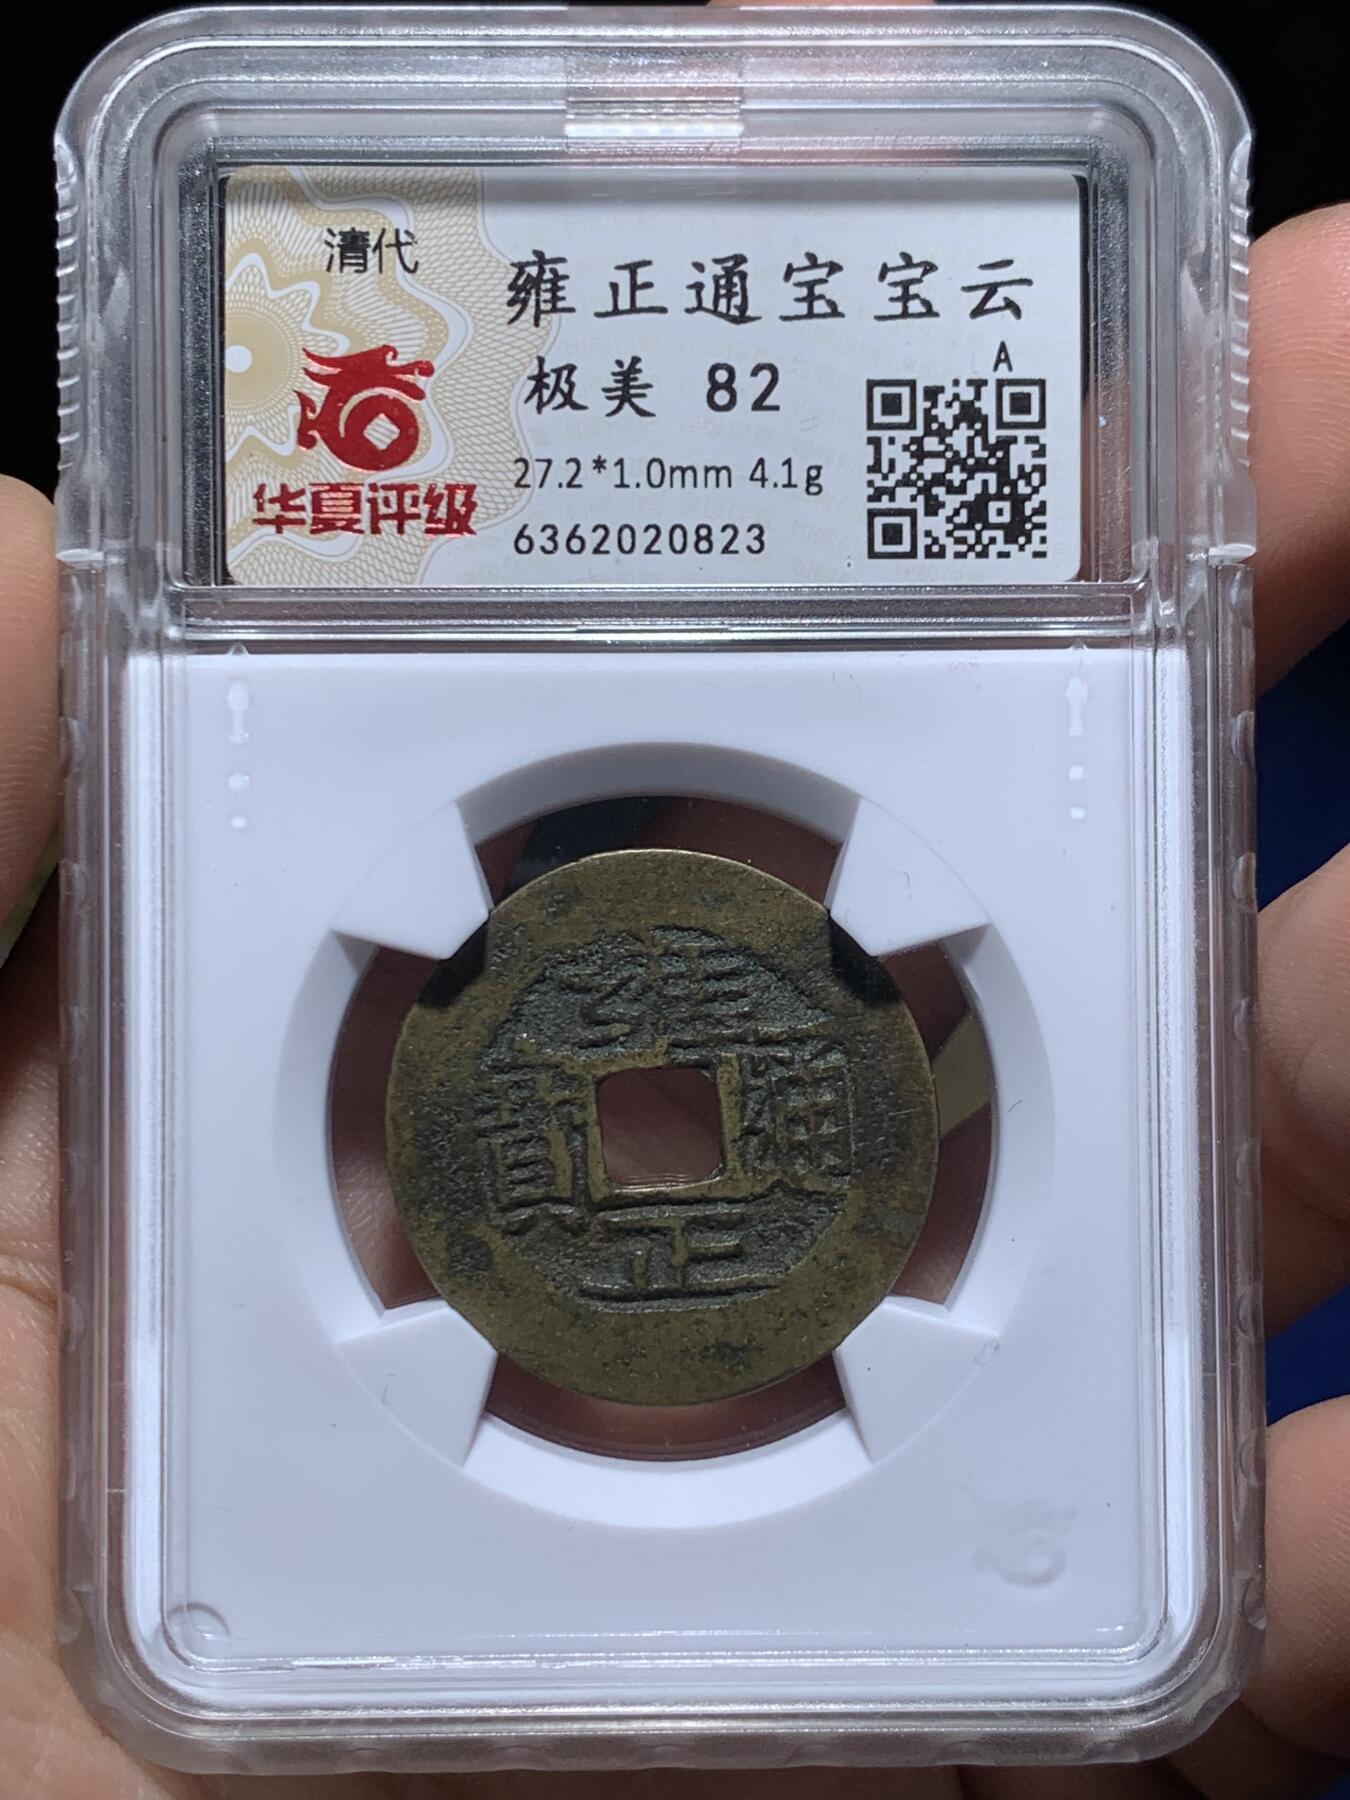 清代
华夏评级
雍正通宝宝云
A
极美 82
27.2*1.0mm 4.1g
6362020823
雍
正
通
寳